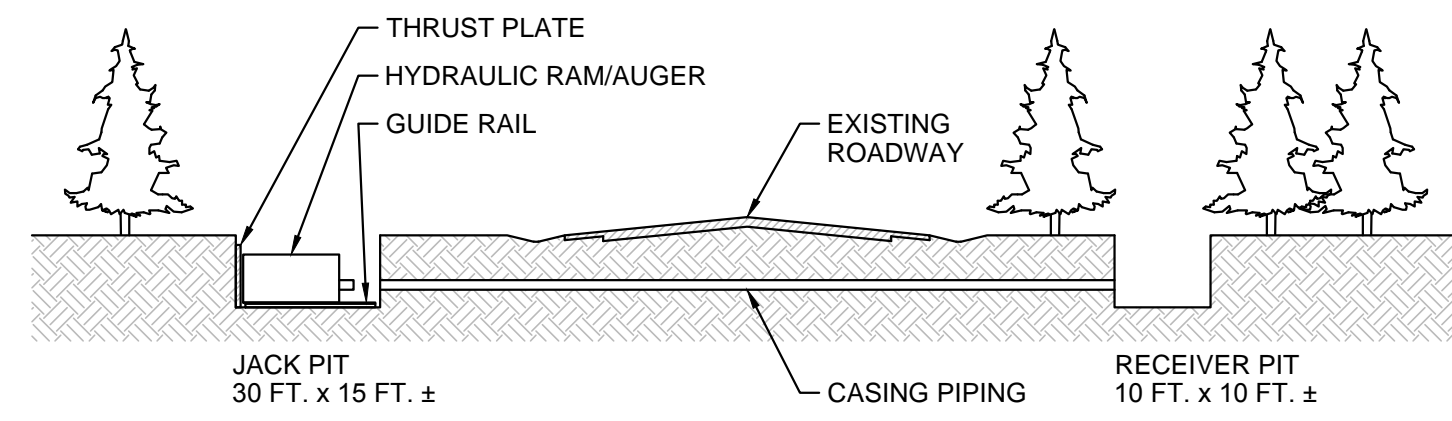 THRUST PLATE
HYDRAULIC RAM/AUGER
GUIDE RAIL
EXISTING
ROADWAY
JACK PIT
30 FT. x 15 FT. ±
CASING PIPING
RECEIVER PIT
10 FT. x 10 FT. ±